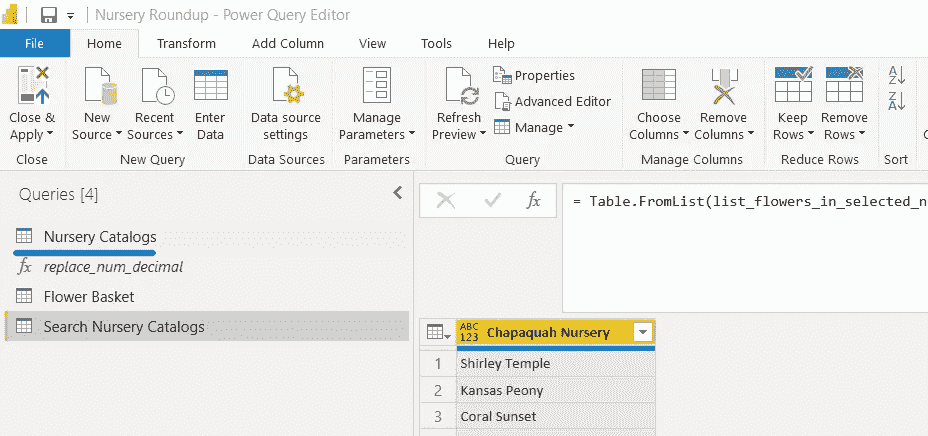 Nursery Roundup - Power Query Editor
File Home Transform Add Column View Tools Help
Close & Apply
New Source
Recent Sources
Enter Data
Data source settings
Manage Parameters
Refresh Preview
Properties
Advanced Editor
Manage
Choose Columns
Remove Columns
Keep Rows
Remove Rows
A
Z
Z
A
Close New Query Data Sources Parameters Query Manage Columns Reduce Rows Sort
Queries [4]
fx = Table.FromList(list_flowers_in_selected_n
Nursery Catalogs
fx replace_num_decimal
Flower Basket
Search Nursery Catalogs
ABC
123 Chapaquah Nursery
1 Shirley Temple
2 Kansas Peony
3 Coral Sunset